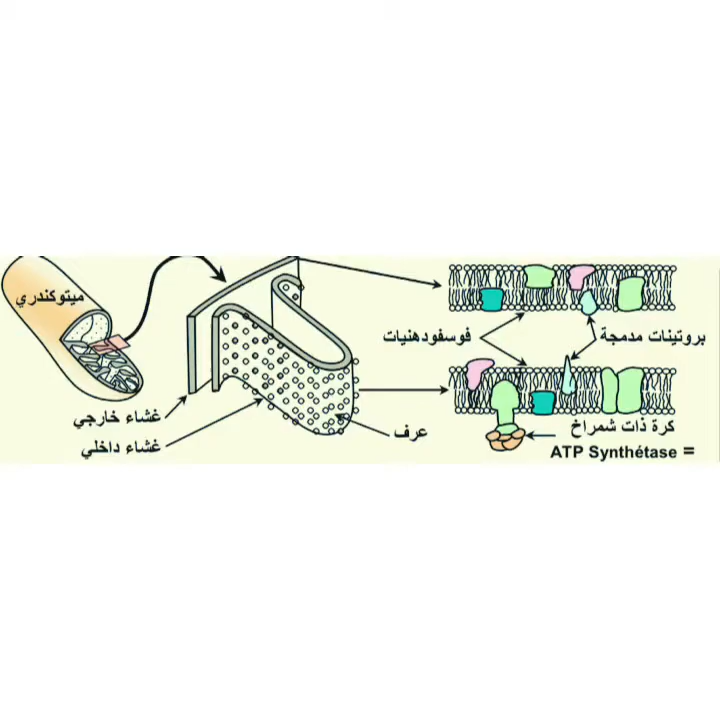 ميتوكندري
فوسفودهنيات
بروتينات مدمجة
غشاء خارجي
غشاء داخلي
عرف
كرة ذات شمراخ
ATP Synthétase =